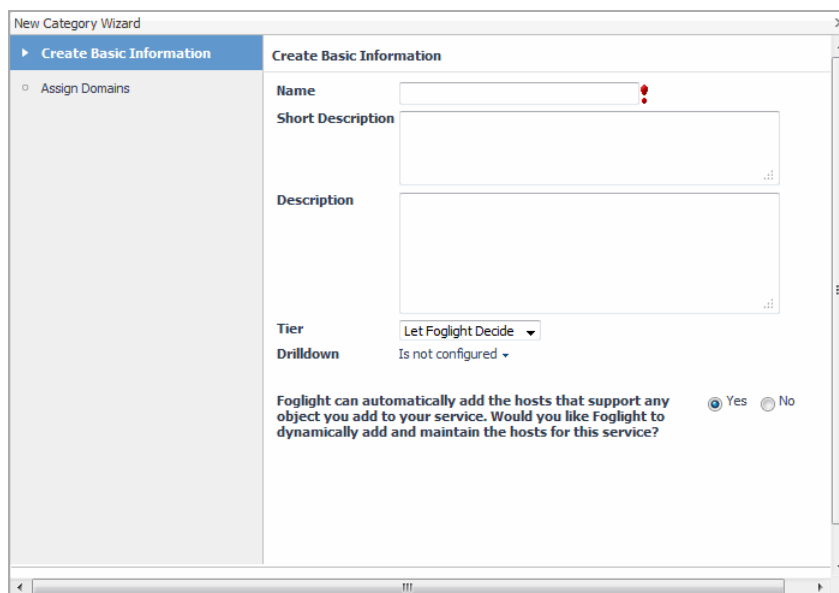 New Category Wizard
Create Basic Information
Assign Domains
Create Basic Information
Name
Short Description
Description
Tier
Let Foglight Decide
Drilldown
Is not configured
Foglight can automatically add the hosts that support any
object you add to your service. Would you like Foglight to
dynamically add and maintain the hosts for this service?
Yes
No